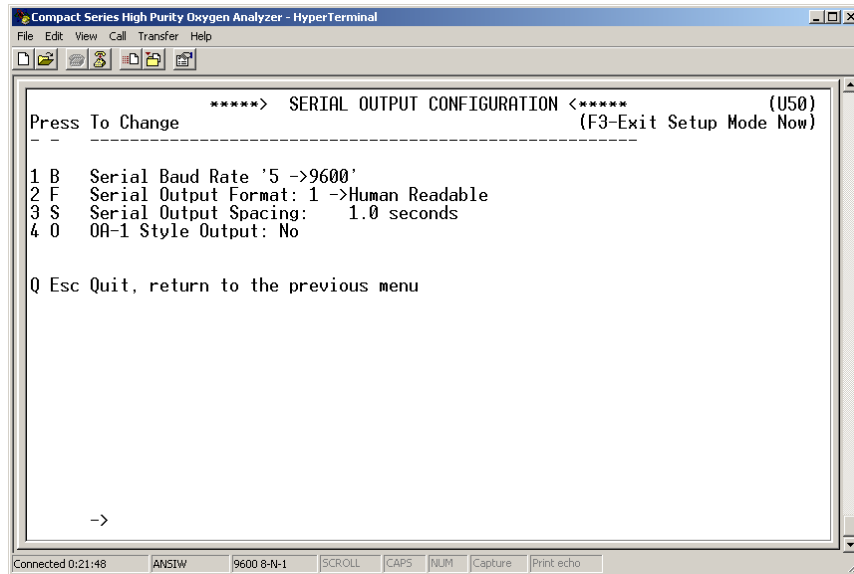 Compact Series High Purity Oxygen Analyzer - HyperTerminal
File Edit View Call Transfer Help
*****> SERIAL OUTPUT CONFIGURATION <***** (U50)
Press To Change (F3-Exit Setup Mode Now)
- - -------------------------------------------------------
1 B Serial Baud Rate '5 ->9600'
2 F Serial Output Format: 1 ->Human Readable
3 S Serial Output Spacing: 1.0 seconds
4 O OA-1 Style Output: No
Q Esc Quit, return to the previous menu
->
Connected 0:21:48 ANSIW 9600 8-N-1 SCROLL CAPS NUM Capture Print echo